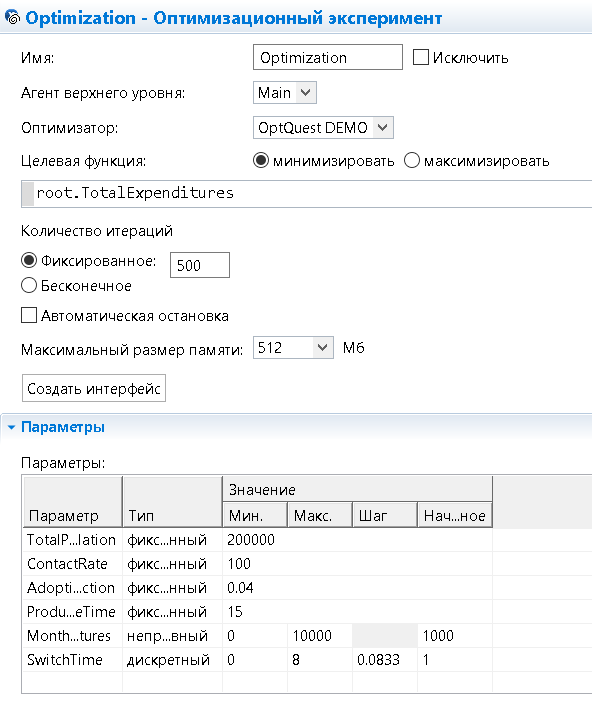 Optimization - Оптимизационный эксперимент
Имя: Optimization Исключить
Агент верхнего уровня: Main
Оптимизатор: OptQuest DEMO
Целевая функция: минимизировать максимизировать
root.TotalExpenditures
Количество итераций
Фиксированное: 500
Бесконечное
Автоматическая остановка
Максимальный размер памяти: 512 Мб
Создать интерфейс
Параметры
Параметры:
Значение
Параметр Тип Мин. Макс. Шаг Нач...ное
TotalP...lation фикс...нный 200000
ContactRate фикс...нный 100
Adopti...ction фикс...нный 0.04
Produ...eTime фикс...нный 15
Month...tures непр...вный 0 10000 1000
SwitchTime дискретный 0 8 0.0833 1